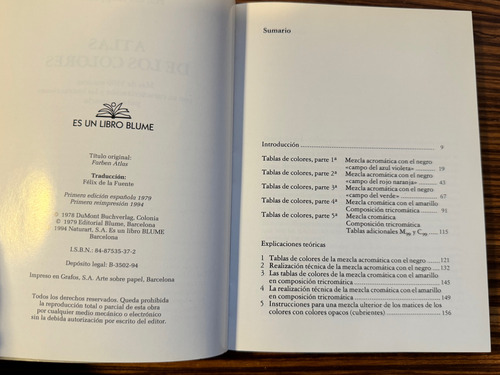 ES UN LIBRO BLUME
Título original:
Farben Atlas
Traducción:
Félix de la Fuente
Primera edición española 1979
Primera reimpresión 1994
© 1978 DuMont Buchverlag, Colonia
© 1979 Editorial Blume, Barcelona
© 1994 Naturart, S.A. Es un libro BLUME
I.S.B.N.: 84-87535-37-2
Depósito legal: B-3502-94
Impreso en Grafos, S.A. Arte sobre papel, Barcelona
Todos los derechos reservados. Queda prohibida
la reproducción total o parcial de esta obra
por cualquier medio mecánico o electrónico
sin la debida autorización por escrito del editor.
Sumario
Introducción 9
Tablas de colores, parte 1ª Mezcla acromática con el negro
«campo del azul violeta» 19
Tablas de colores, parte 2ª Mezcla acromática con el negro
«campo del rojo naranja» 43
Tablas de colores, parte 3ª Mezcla acromática con el negro
«campo del verde» 67
Tablas de colores, parte 4ª Mezcla cromática con el amarillo
Composición tricromática 91
Tablas de colores, parte 5ª Mezcla cromática
Composición tricromática
Tablas adicionales M₉₉ y C₉₉ 115
Explicaciones teóricas
1 Tablas de colores de la mezcla acromática con el negro 121
2 Realización técnica de la mezcla acromática con el negro 132
3 Las tablas de colores de la mezcla cromática con el amarillo
en composición tricromática 145
4 La realización técnica de la mezcla cromática con el amarillo
en composición tricromática 149
5 Instrucciones para una mezcla ulterior de los matices de los
colores con colores opacos (cubrientes) 156